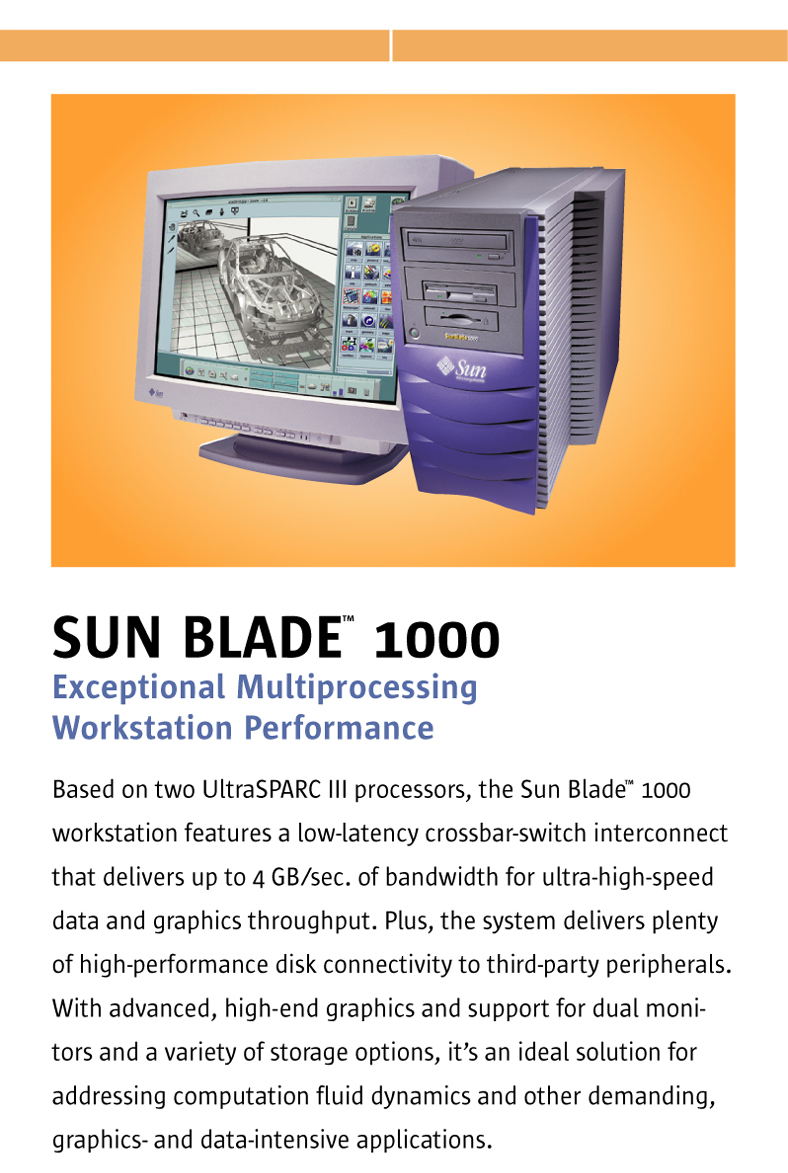 Sun
Sun
microsystems
SUN BLADE™ 1000
Exceptional Multiprocessing
Workstation Performance
Based on two UltraSPARC III processors, the Sun Blade™ 1000
workstation features a low-latency crossbar-switch interconnect
that delivers up to 4 GB/sec. of bandwidth for ultra-high-speed
data and graphics throughput. Plus, the system delivers plenty
of high-performance disk connectivity to third-party peripherals.
With advanced, high-end graphics and support for dual moni-
tors and a variety of storage options, it’s an ideal solution for
addressing computation fluid dynamics and other demanding,
graphics- and data-intensive applications.